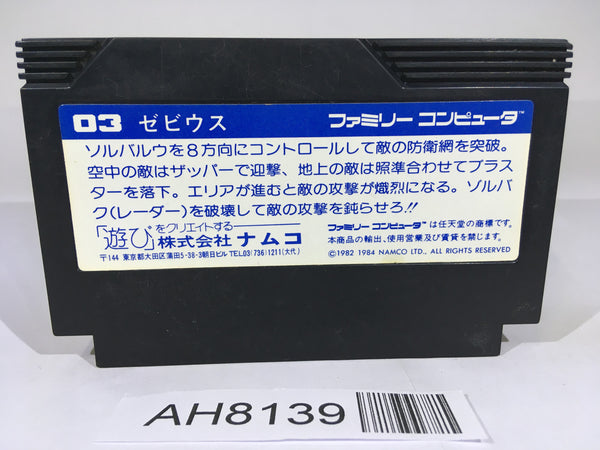 03 ゼビウス ファミリー コンピュータ™
ソルバルウを8方向にコントロールして敵の防衛網を突破。
空中の敵はザッパーで迎撃、地上の敵は照準合わせてブラス
ターを落下。エリアが進むと敵の攻撃が熾烈になる。ソルバ
ク(レーダー)を破壊して敵の攻撃を鈍らせろ!!
「遊び」をクリエイトする
株式会社ナムコ
〒144 東京都大田区蒲田5-38-3朝日ビル TEL03(736)1211(大代)
ファミリー コンピュータ™は任天堂の商標です。
本商品の輸出、使用営業及び賃貸を禁じます。
©1982 1984 NAMCO LTD., ALL RIGHTS RESERVED
AH8139